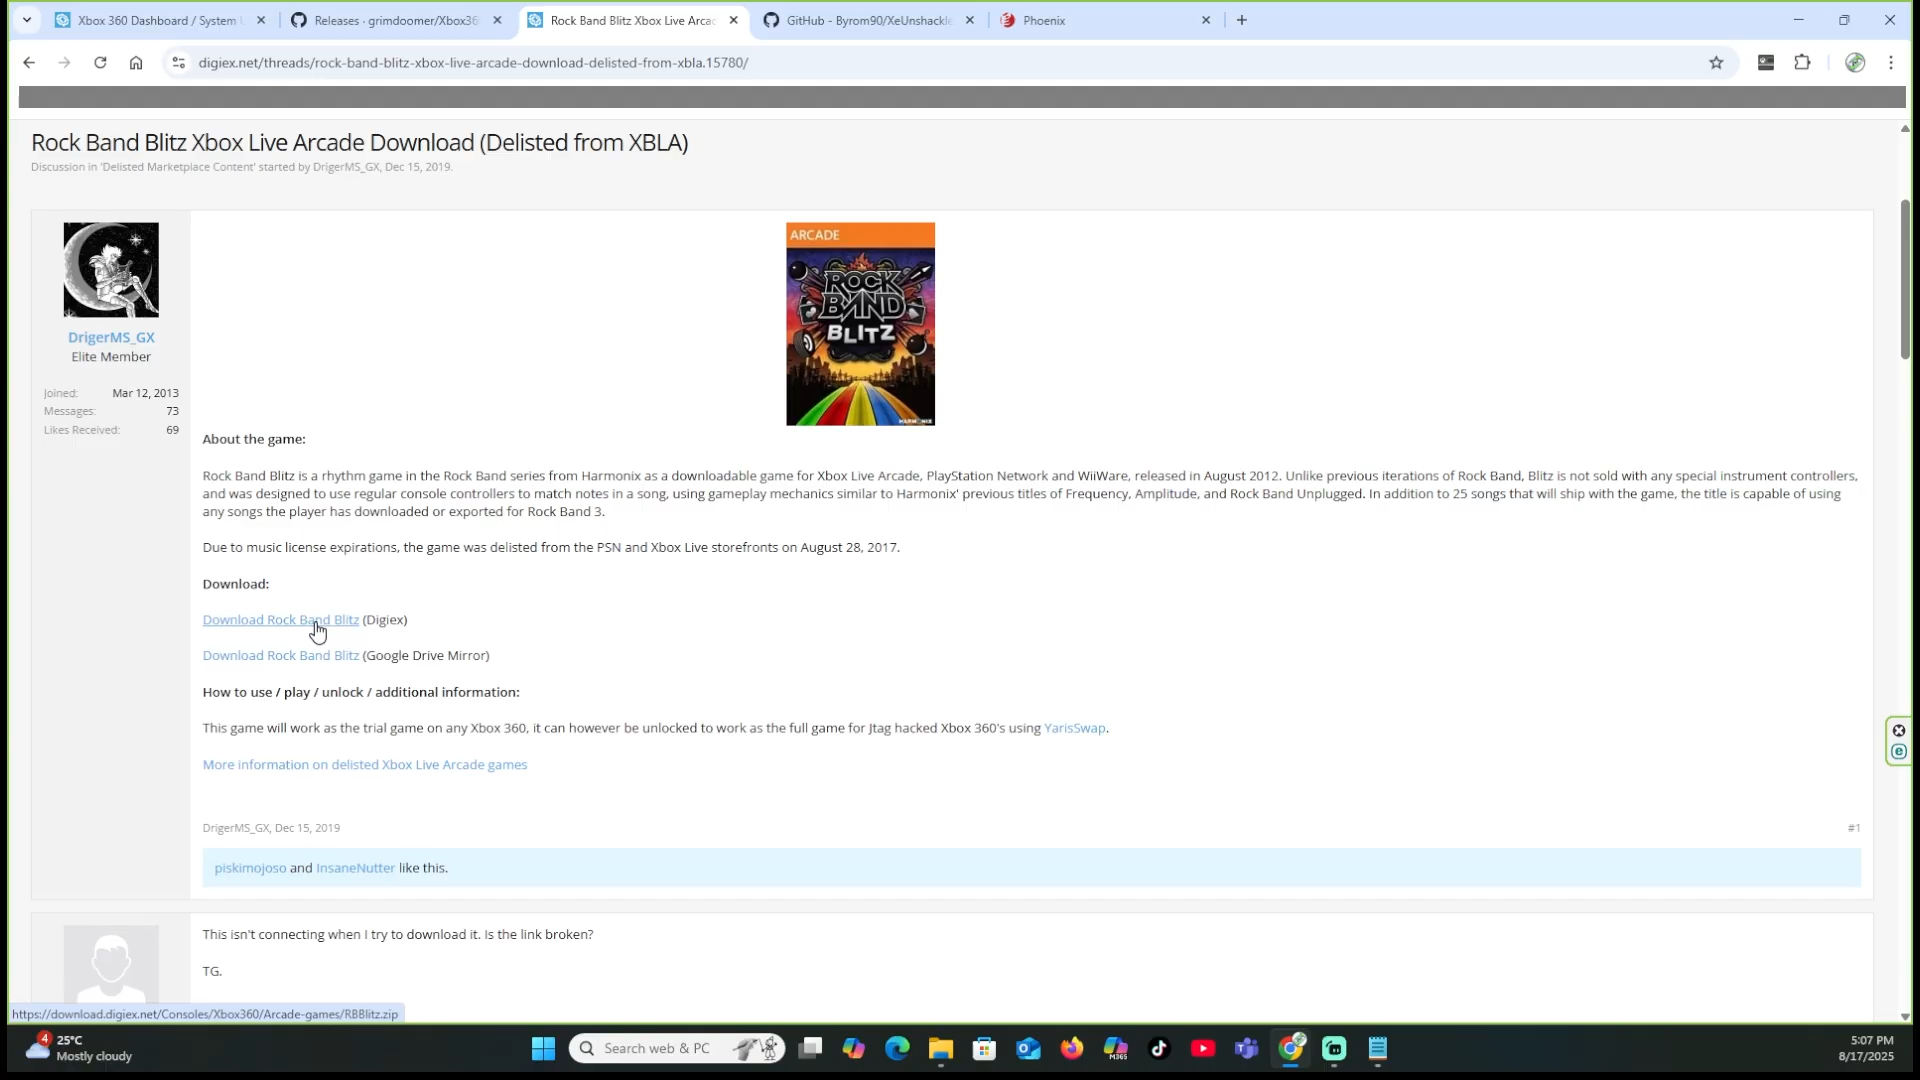 Xbox 360 Dashboard / System
Releases · grimdoomer/Xbox36
Rock Band Blitz Xbox Live Arcad
GitHub - Byrom90/XeUnshackle
Phoenix
digiex.net/threads/rock-band-blitz-xbox-live-arcade-download-delisted-from-xbla.15780/
Rock Band Blitz Xbox Live Arcade Download (Delisted from XBLA)
Discussion in 'Delisted Marketplace Content' started by DrigerMS_GX, Dec 15, 2019.
ARCADE
ROCK
BAND
BLITZ
HARMONIX
DrigerMS_GX
Elite Member
Joined: Mar 12, 2013
Messages: 73
Likes Received: 69
About the game:
Rock Band Blitz is a rhythm game in the Rock Band series from Harmonix as a downloadable game for Xbox Live Arcade, PlayStation Network and WiiWare, released in August 2012. Unlike previous iterations of Rock Band, Blitz is not sold with any special instrument controllers,
and was designed to use regular console controllers to match notes in a song, using gameplay mechanics similar to Harmonix' previous titles of Frequency, Amplitude, and Rock Band Unplugged. In addition to 25 songs that will ship with the game, the title is capable of using
any songs the player has downloaded or exported for Rock Band 3.
Due to music license expirations, the game was delisted from the PSN and Xbox Live storefronts on August 28, 2017.
Download:
Download Rock Band Blitz (Digiex)
Download Rock Band Blitz (Google Drive Mirror)
How to use / play / unlock / additional information:
This game will work as the trial game on any Xbox 360, it can however be unlocked to work as the full game for Jtag hacked Xbox 360's using YarisSwap.
More information on delisted Xbox Live Arcade games
DrigerMS_GX, Dec 15, 2019
#1
piskimojoso and InsaneNutter like this.
This isn't connecting when I try to download it. Is the link broken?
TG.
https://download.digiex.net/Consoles/Xbox360/Arcade-games/RBBlitz.zip
4
25°C
Mostly cloudy
Search web & PC
M365
5:07 PM
8/17/2025